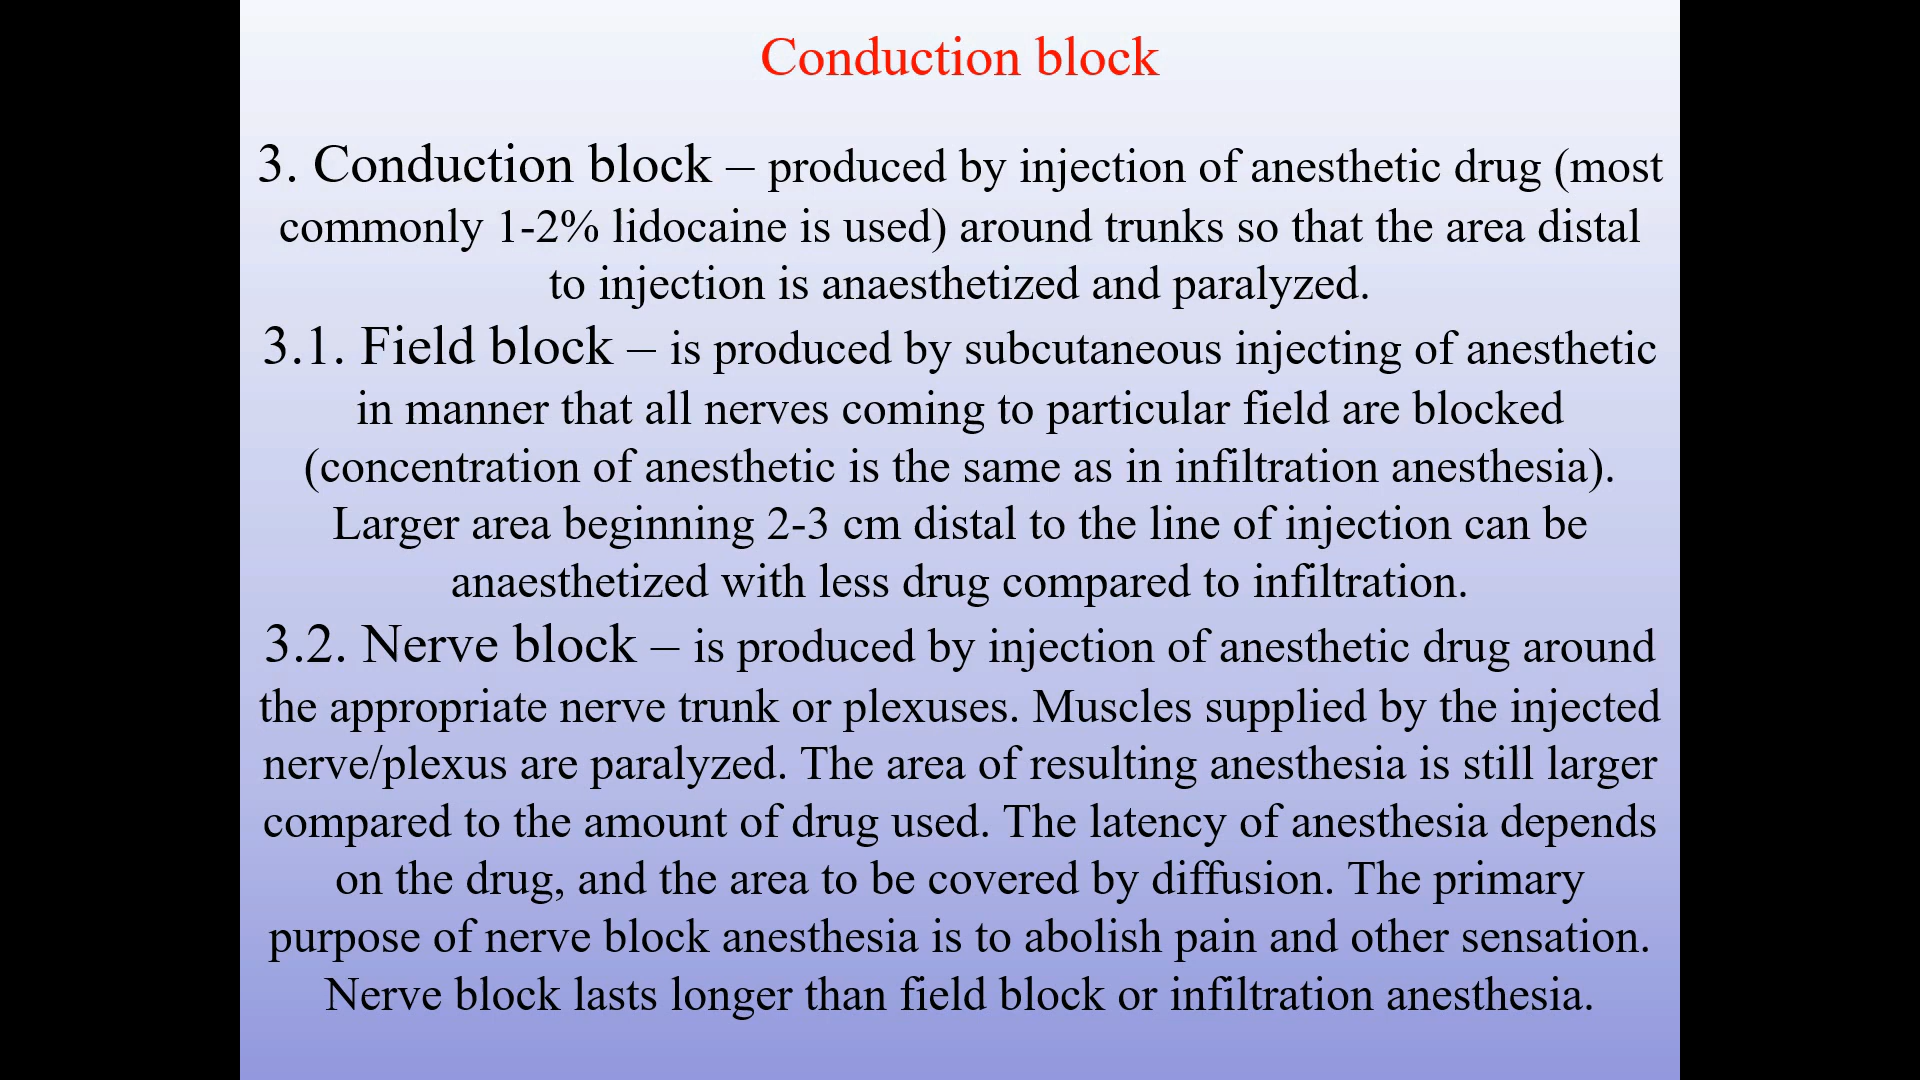 Conduction block
3. Conduction block – produced by injection of anesthetic drug (most
commonly 1-2% lidocaine is used) around trunks so that the area distal
to injection is anaesthetized and paralyzed.
3.1. Field block – is produced by subcutaneous injecting of anesthetic
in manner that all nerves coming to particular field are blocked
(concentration of anesthetic is the same as in infiltration anesthesia).
Larger area beginning 2-3 cm distal to the line of injection can be
anaesthetized with less drug compared to infiltration.
3.2. Nerve block – is produced by injection of anesthetic drug around
the appropriate nerve trunk or plexuses. Muscles supplied by the injected
nerve/plexus are paralyzed. The area of resulting anesthesia is still larger
compared to the amount of drug used. The latency of anesthesia depends
on the drug, and the area to be covered by diffusion. The primary
purpose of nerve block anesthesia is to abolish pain and other sensation.
Nerve block lasts longer than field block or infiltration anesthesia.